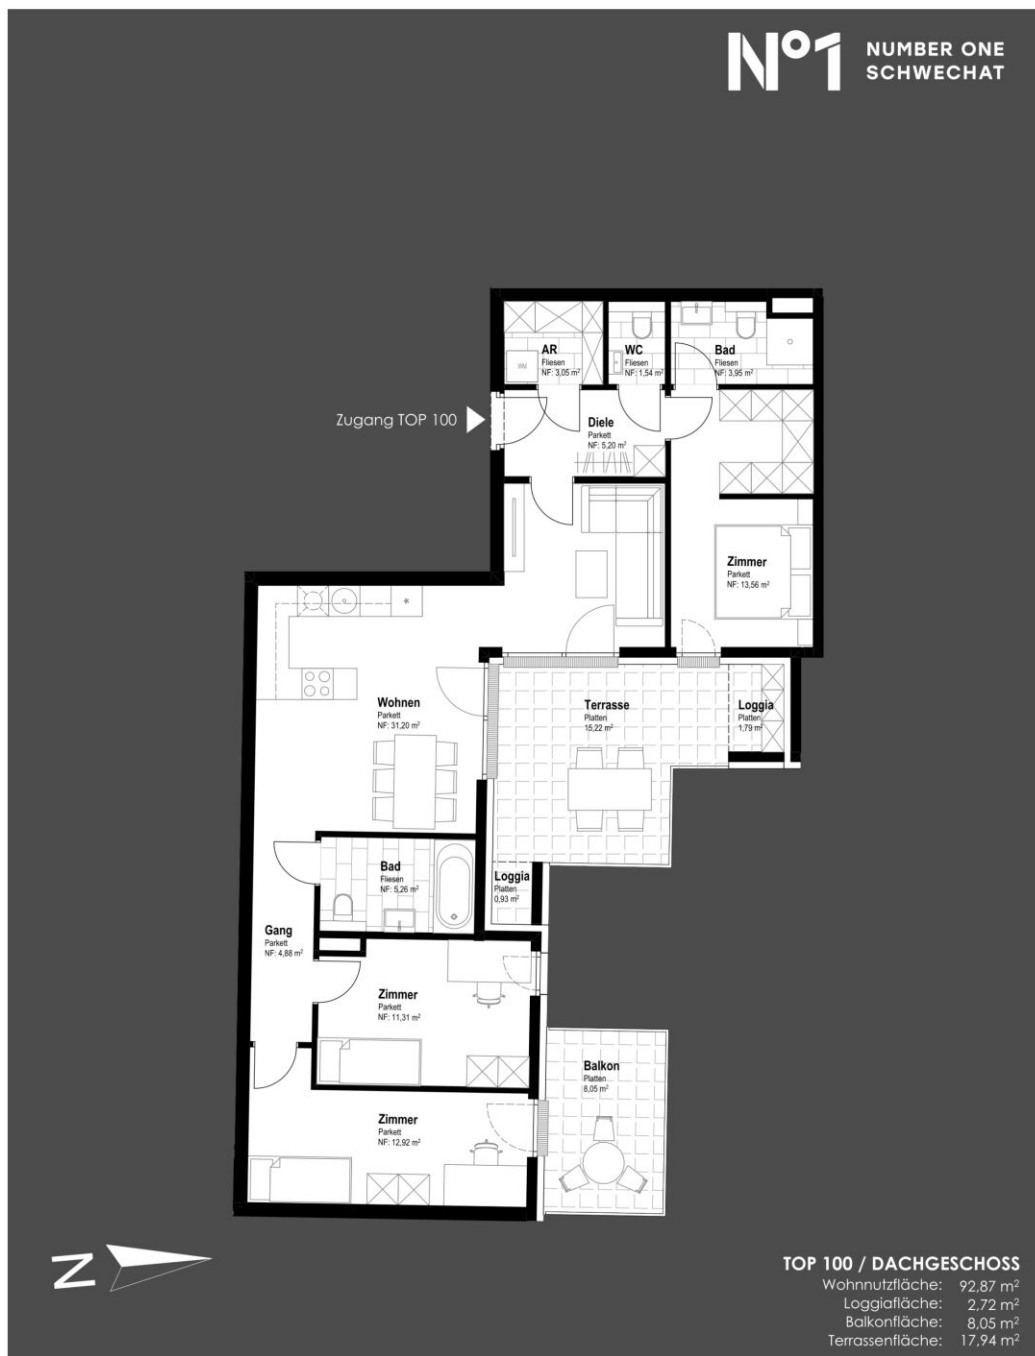 Nº1
NUMBER ONE
SCHWECHAT
AR
Fliesen
NF: 3,05 m²
WC
Fliesen
NF: 1,54 m²
Bad
Fliesen
NF: 3,95 m²
Zugang TOP 100
Diele
Parkett
NF: 5,20 m²
Zimmer
Parkett
NF: 13,56 m²
Wohnen
Parkett
NF: 31,20 m²
Terrasse
Platten
15,22 m²
Loggia
Platten
1,79 m²
Bad
Fliesen
NF: 5,26 m²
Loggia
Platten
0,93 m²
Gang
Parkett
NF: 4,88 m²
Zimmer
Parkett
NF: 11,31 m²
Balkon
Platten
8,05 m²
Zimmer
Parkett
NF: 12,92 m²
N
TOP 100 / DACHGESCHOSS
Wohnnutzfläche: 92,87 m²
Loggiafläche: 2,72 m²
Balkonfläche: 8,05 m²
Terrassenfläche: 17,94 m²